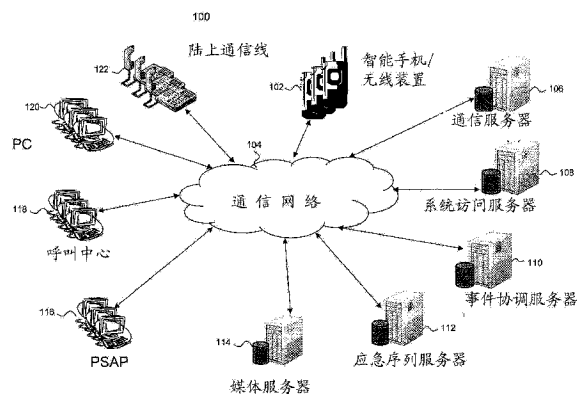 100
陆上通信线
122
智能手机/
无线装置
102
106
通信服务器
120
PC
104
通信网络
108
系统访问服务器
118
呼叫中心
110
事件协调服务器
116
PSAP
114
媒体服务器
112
应急序列服务器